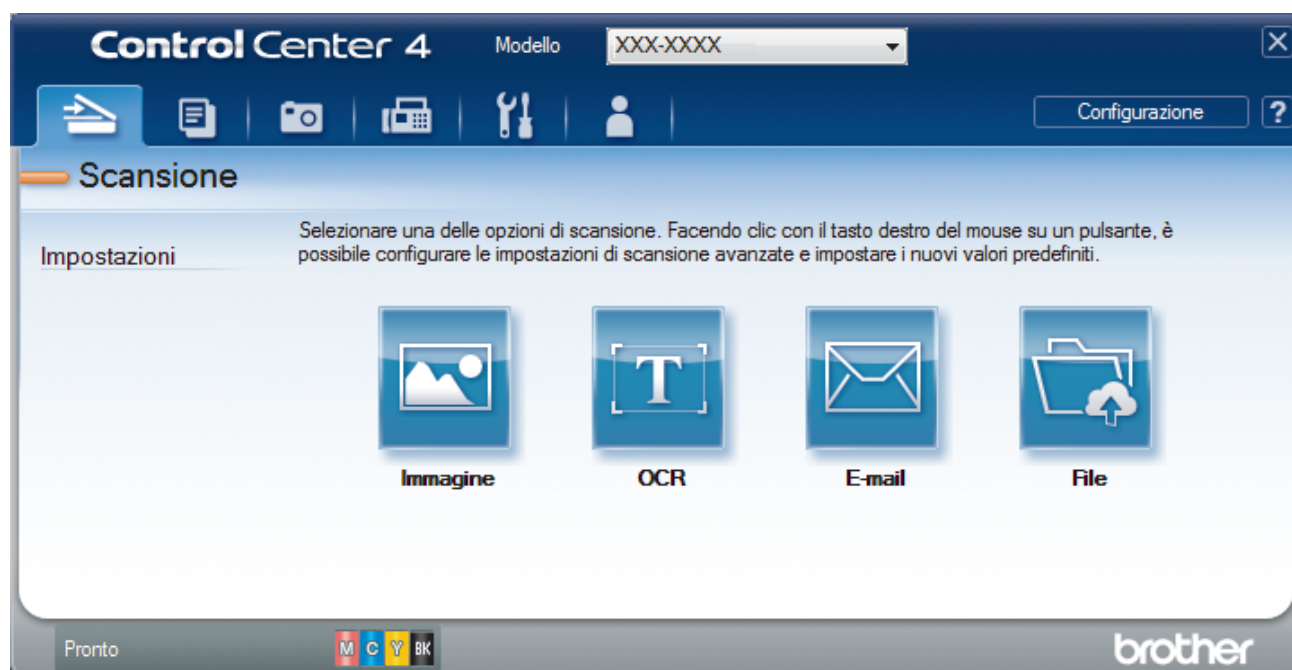 Control Center 4
Modello
XXX-XXXX
Configurazione
?
Scansione
Impostazioni
Selezionare una delle opzioni di scansione. Facendo clic con il tasto destro del mouse su un pulsante, è
possibile configurare le impostazioni di scansione avanzate e impostare i nuovi valori predefiniti.
T
Immagine
OCR
E-mail
File
Pronto
M C Y BK
brother